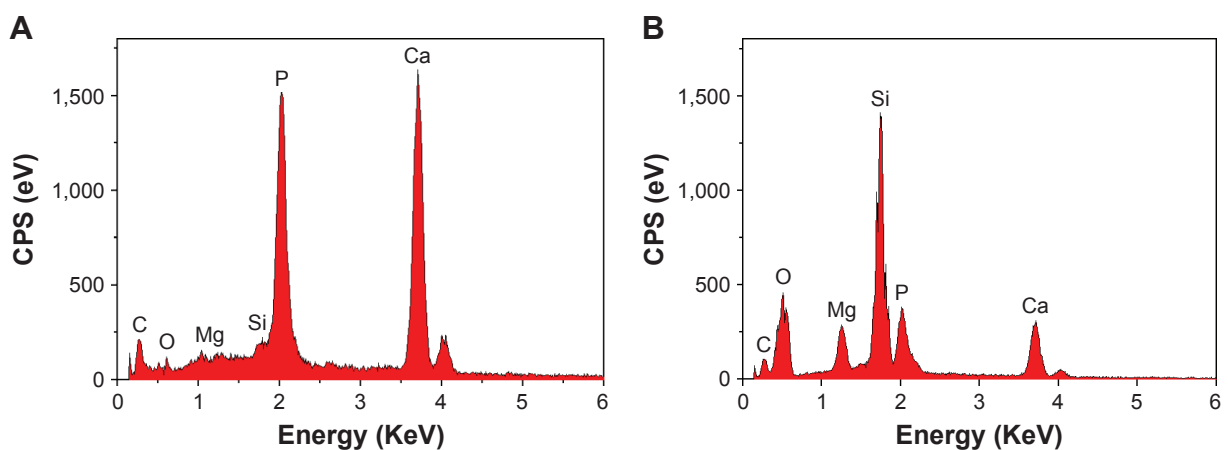 A
B
CPS (eV)
1,500
1,000
500
0
0 1 2 3 4 5 6
Energy (KeV)
C O Mg Si P Ca
CPS (eV)
1,500
1,000
500
0
0 1 2 3 4 5 6
Energy (KeV)
C O Mg Si P Ca